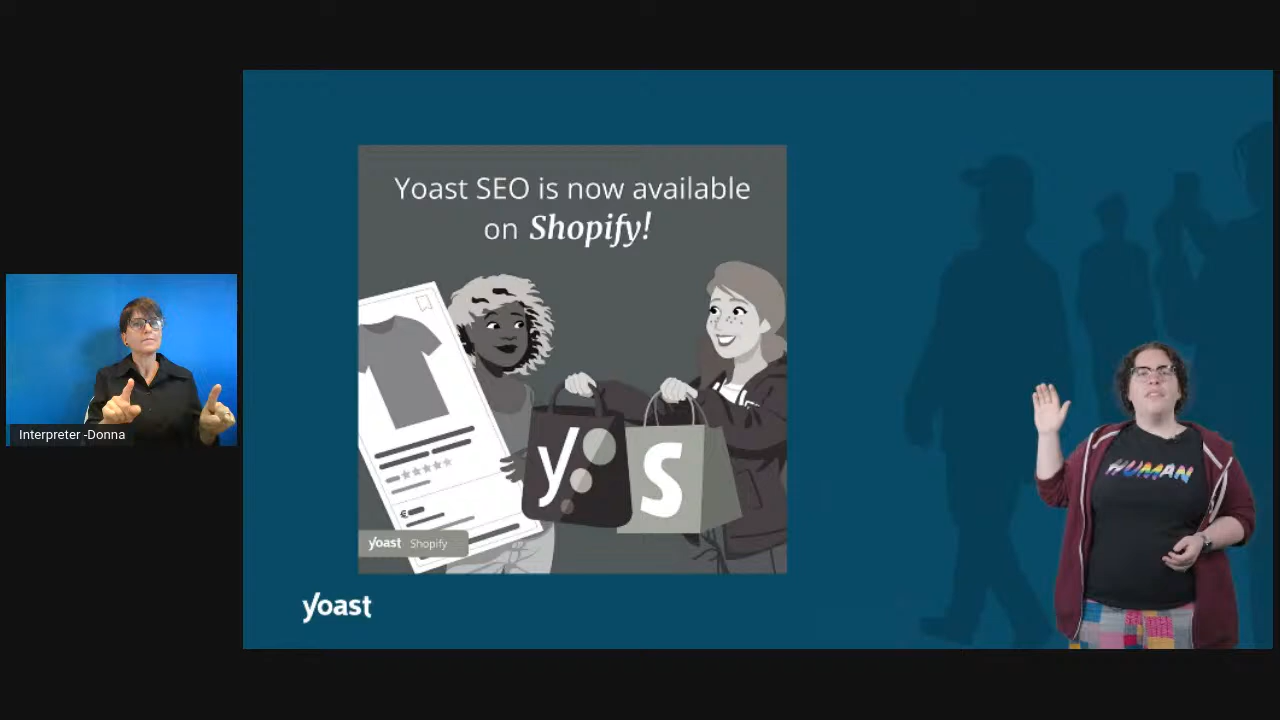 Yoast SEO is now available
on Shopify!
y
S
€
yoast Shopify
yoast
HUMAN
Interpreter -Donna